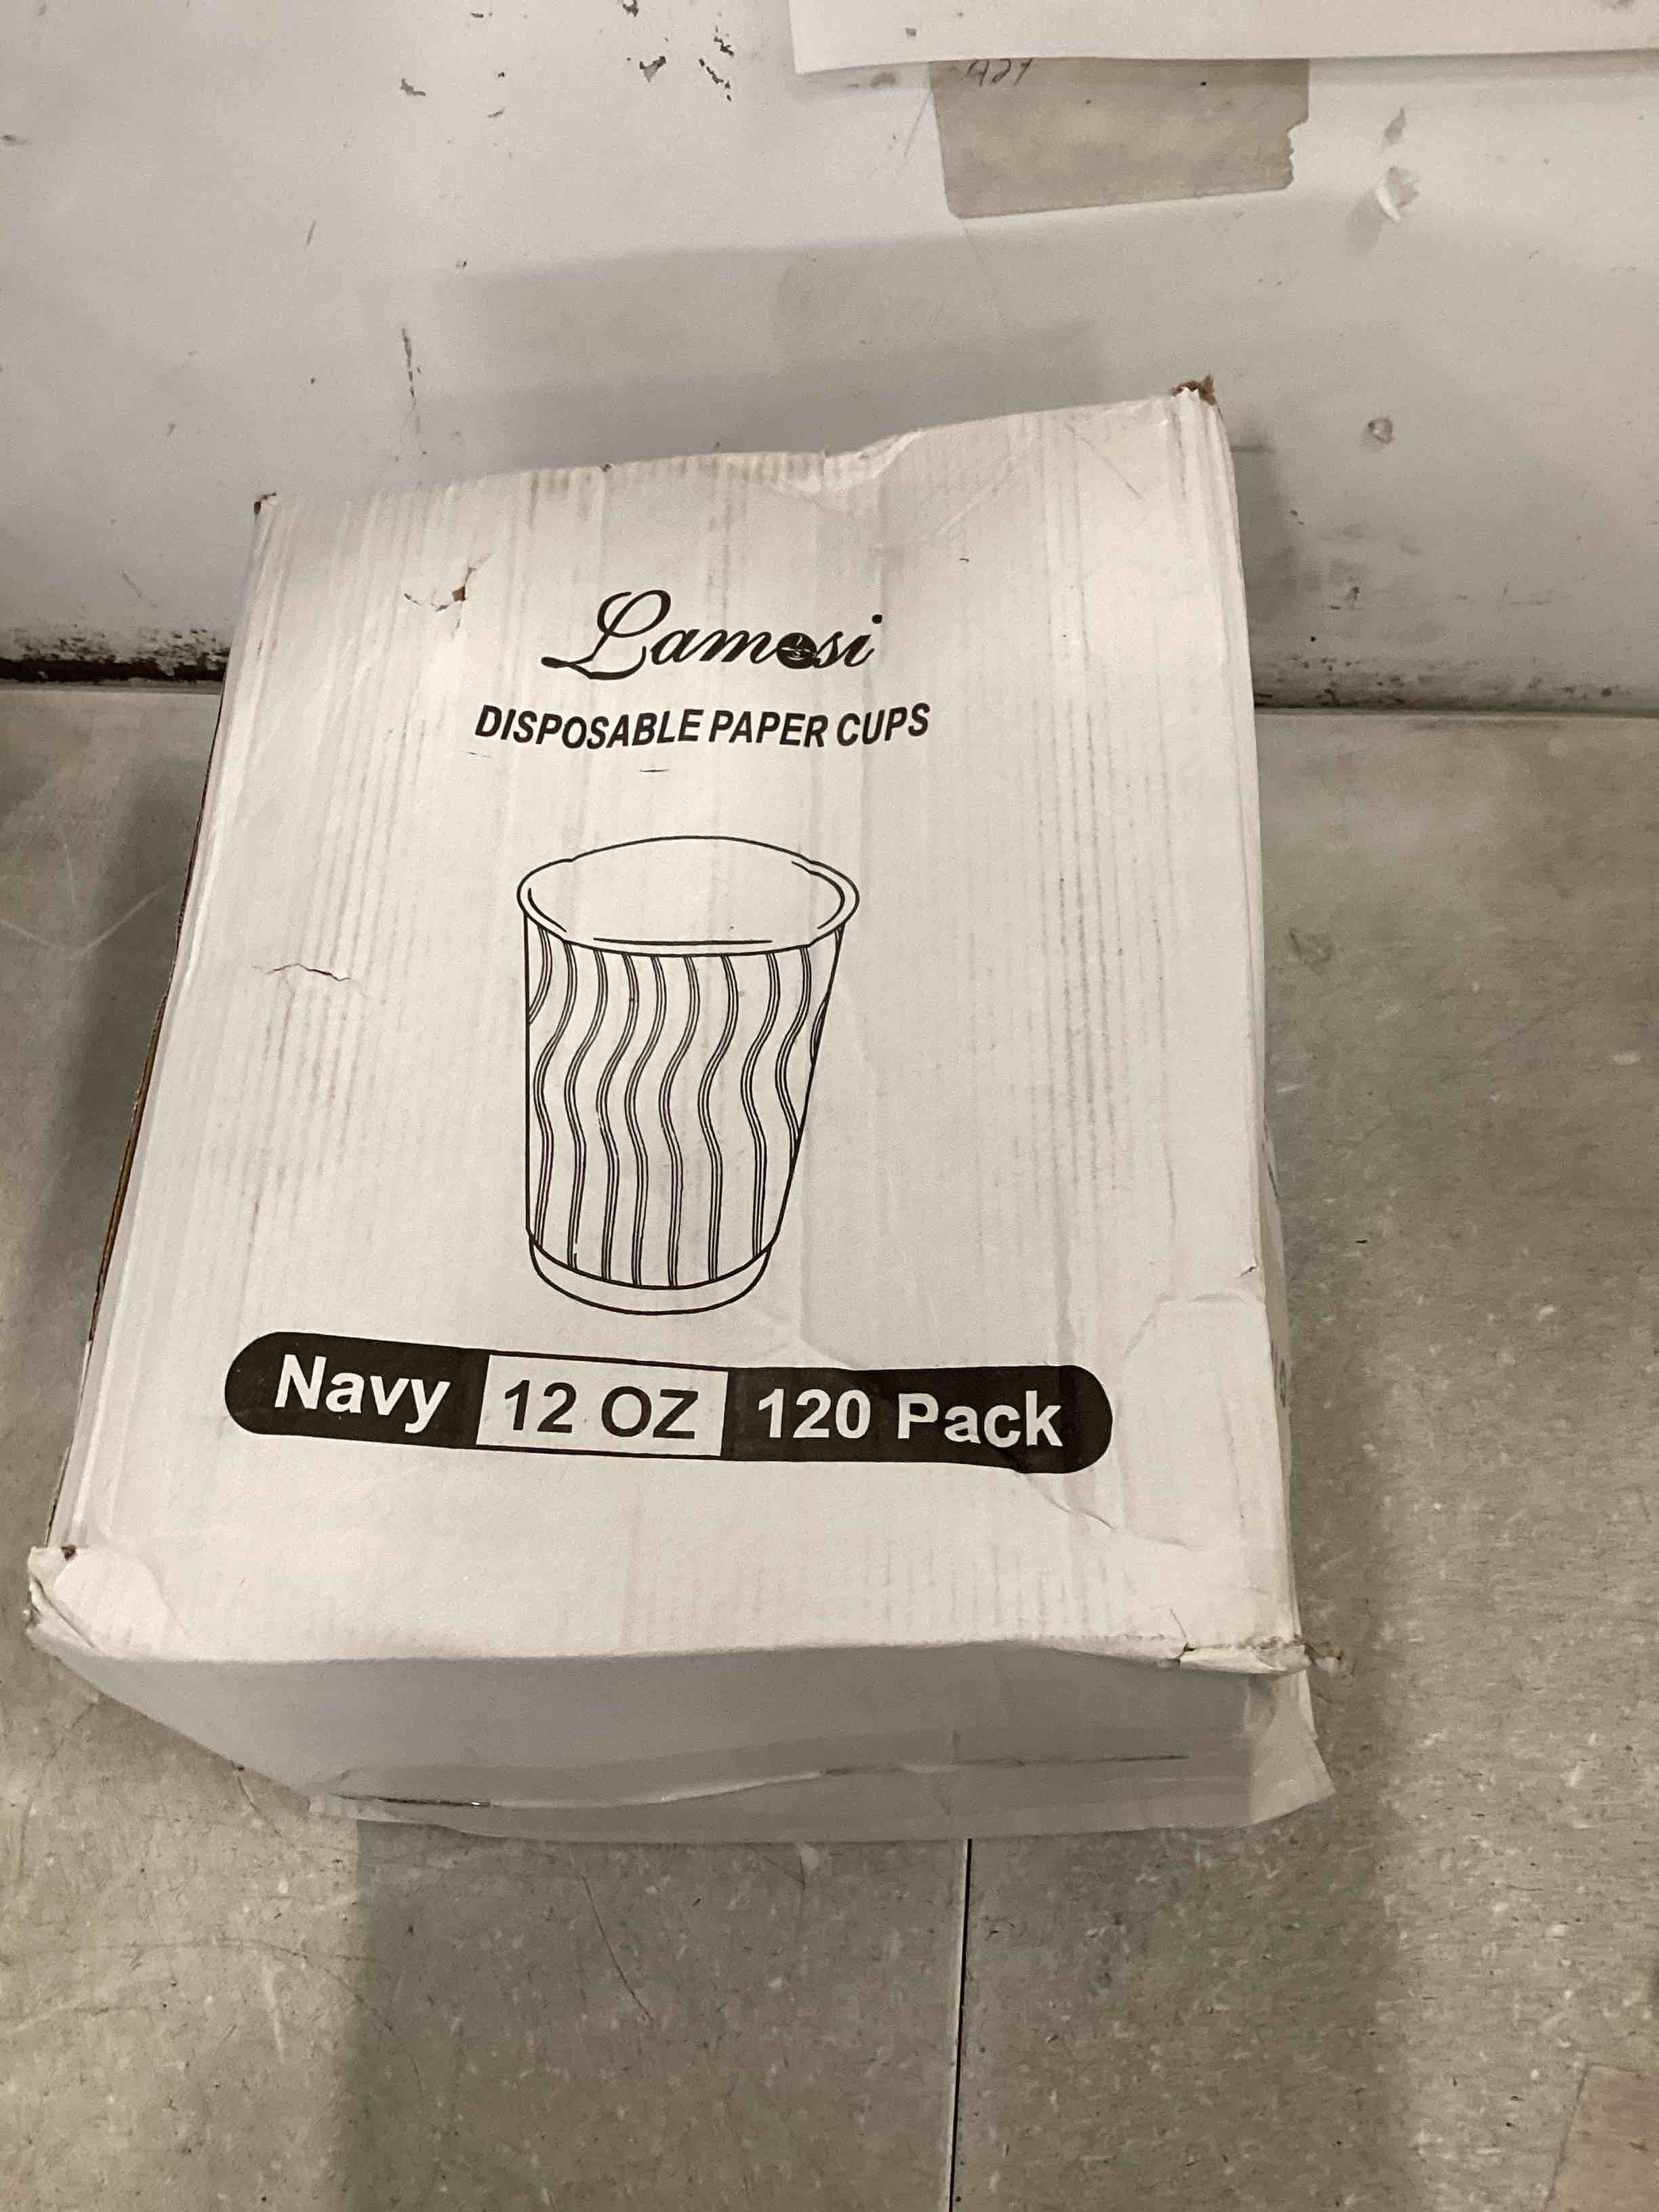 Lamosi
DISPOSABLE PAPER CUPS
Navy 12 OZ 120 Pack